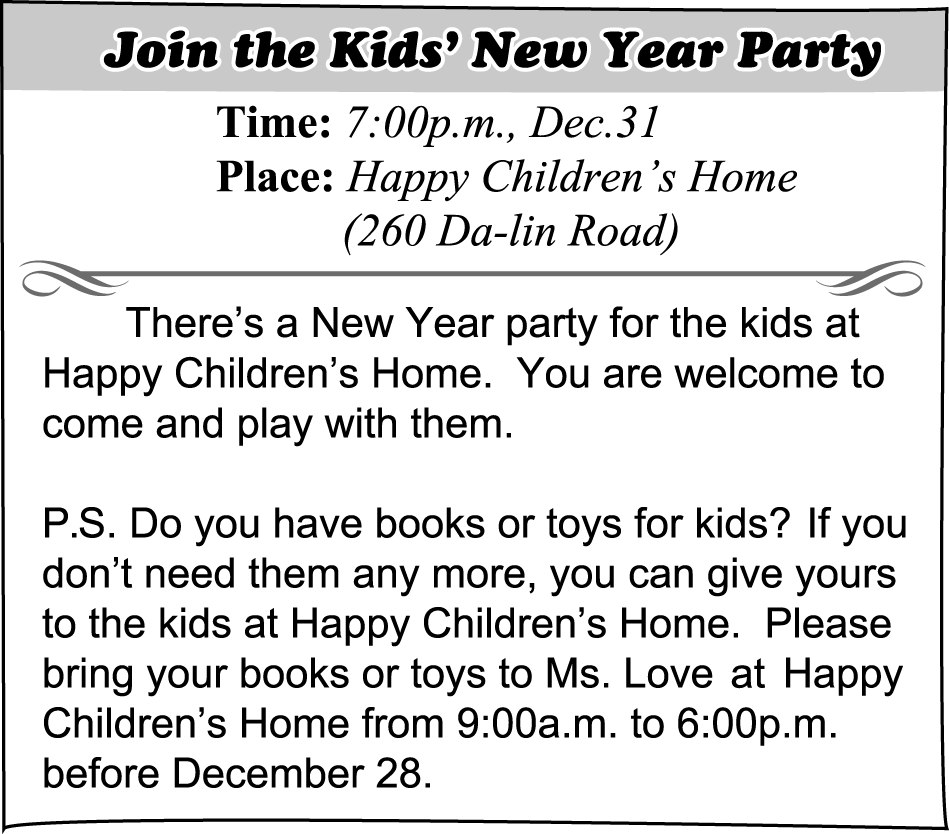 Join the Kids’ New Year Party
Time: 7:00p.m., Dec.31
Place: Happy Children’s Home
(260 Da-lin Road)
There’s a New Year party for the kids at
Happy Children’s Home. You are welcome to
come and play with them.
P.S. Do you have books or toys for kids? If you
don’t need them any more, you can give yours
to the kids at Happy Children’s Home. Please
bring your books or toys to Ms. Love at Happy
Children’s Home from 9:00a.m. to 6:00p.m.
before December 28.